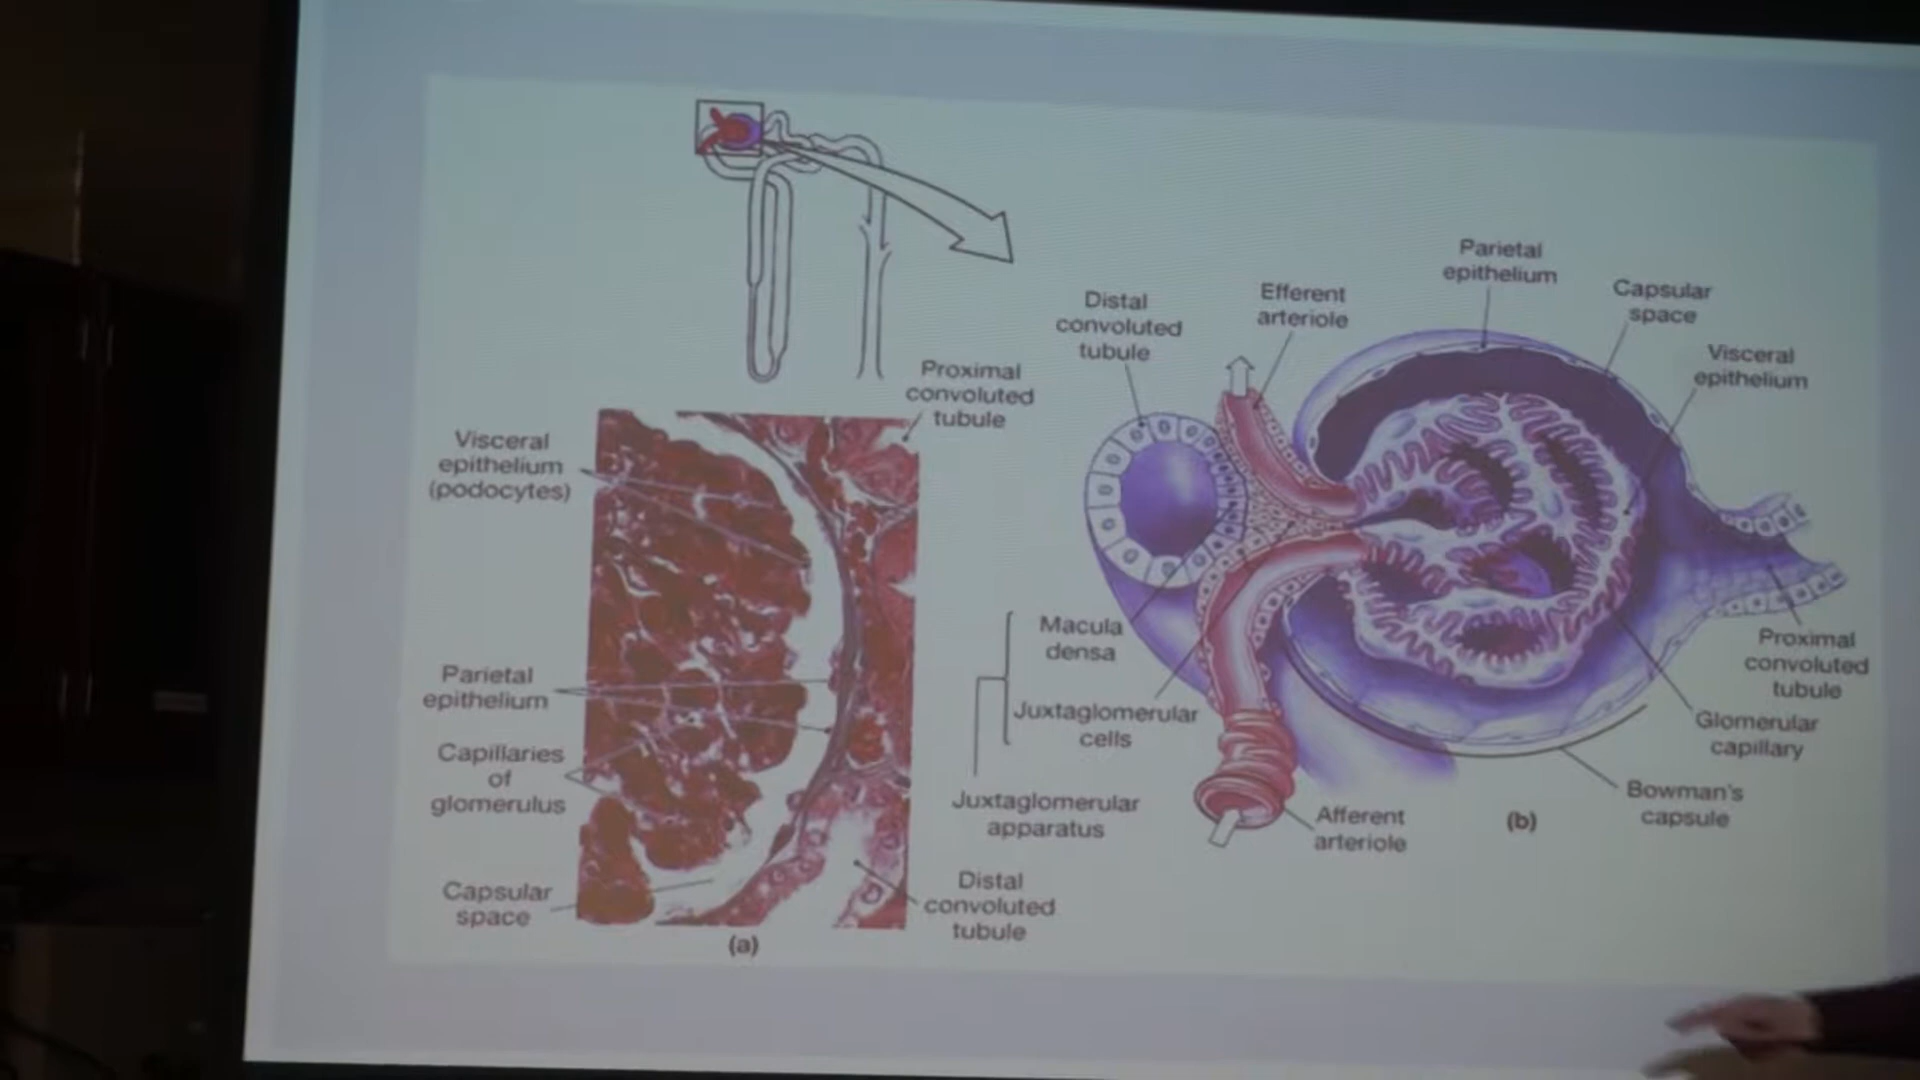 Proximal
convoluted
tubule
Visceral
epithelium
(podocytes)
Parietal
epithelium
Capillaries
of
glomerulus
Capsular
space
(a)
Distal
convoluted
tubule
Distal
convoluted
tubule
Efferent
arteriole
Parietal
epithelium
Capsular
space
Visceral
epithelium
Macula
densa
Juxtaglomerular
cells
Juxtaglomerular
apparatus
Afferent
arteriole
(b)
Proximal
convoluted
tubule
Glomerular
capillary
Bowman's
capsule